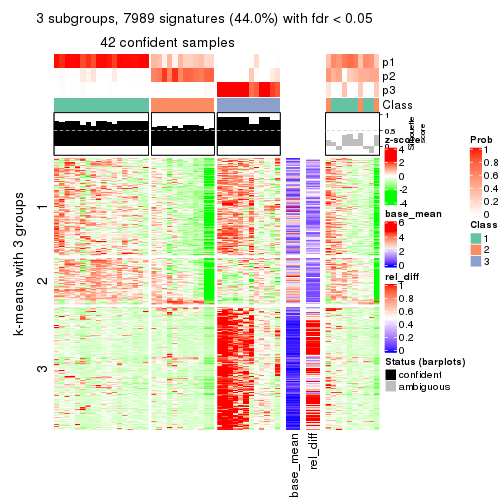 3 subgroups, 7989 signatures (44.0%) with fdr < 0.05
42 confident samples
p1
p2
p3
Class
1
0.5
0
Silhouette
score
k-means with 3 groups
1
2
3
base_mean
rel_diff
z-score
4
2
0
-2
-4
base_mean
6
4
2
0
rel_diff
1
0.8
0.6
0.4
0.2
0
Status (barplots)
confident
ambiguous
Prob
1
0.8
0.6
0.4
0.2
0
Class
1
2
3